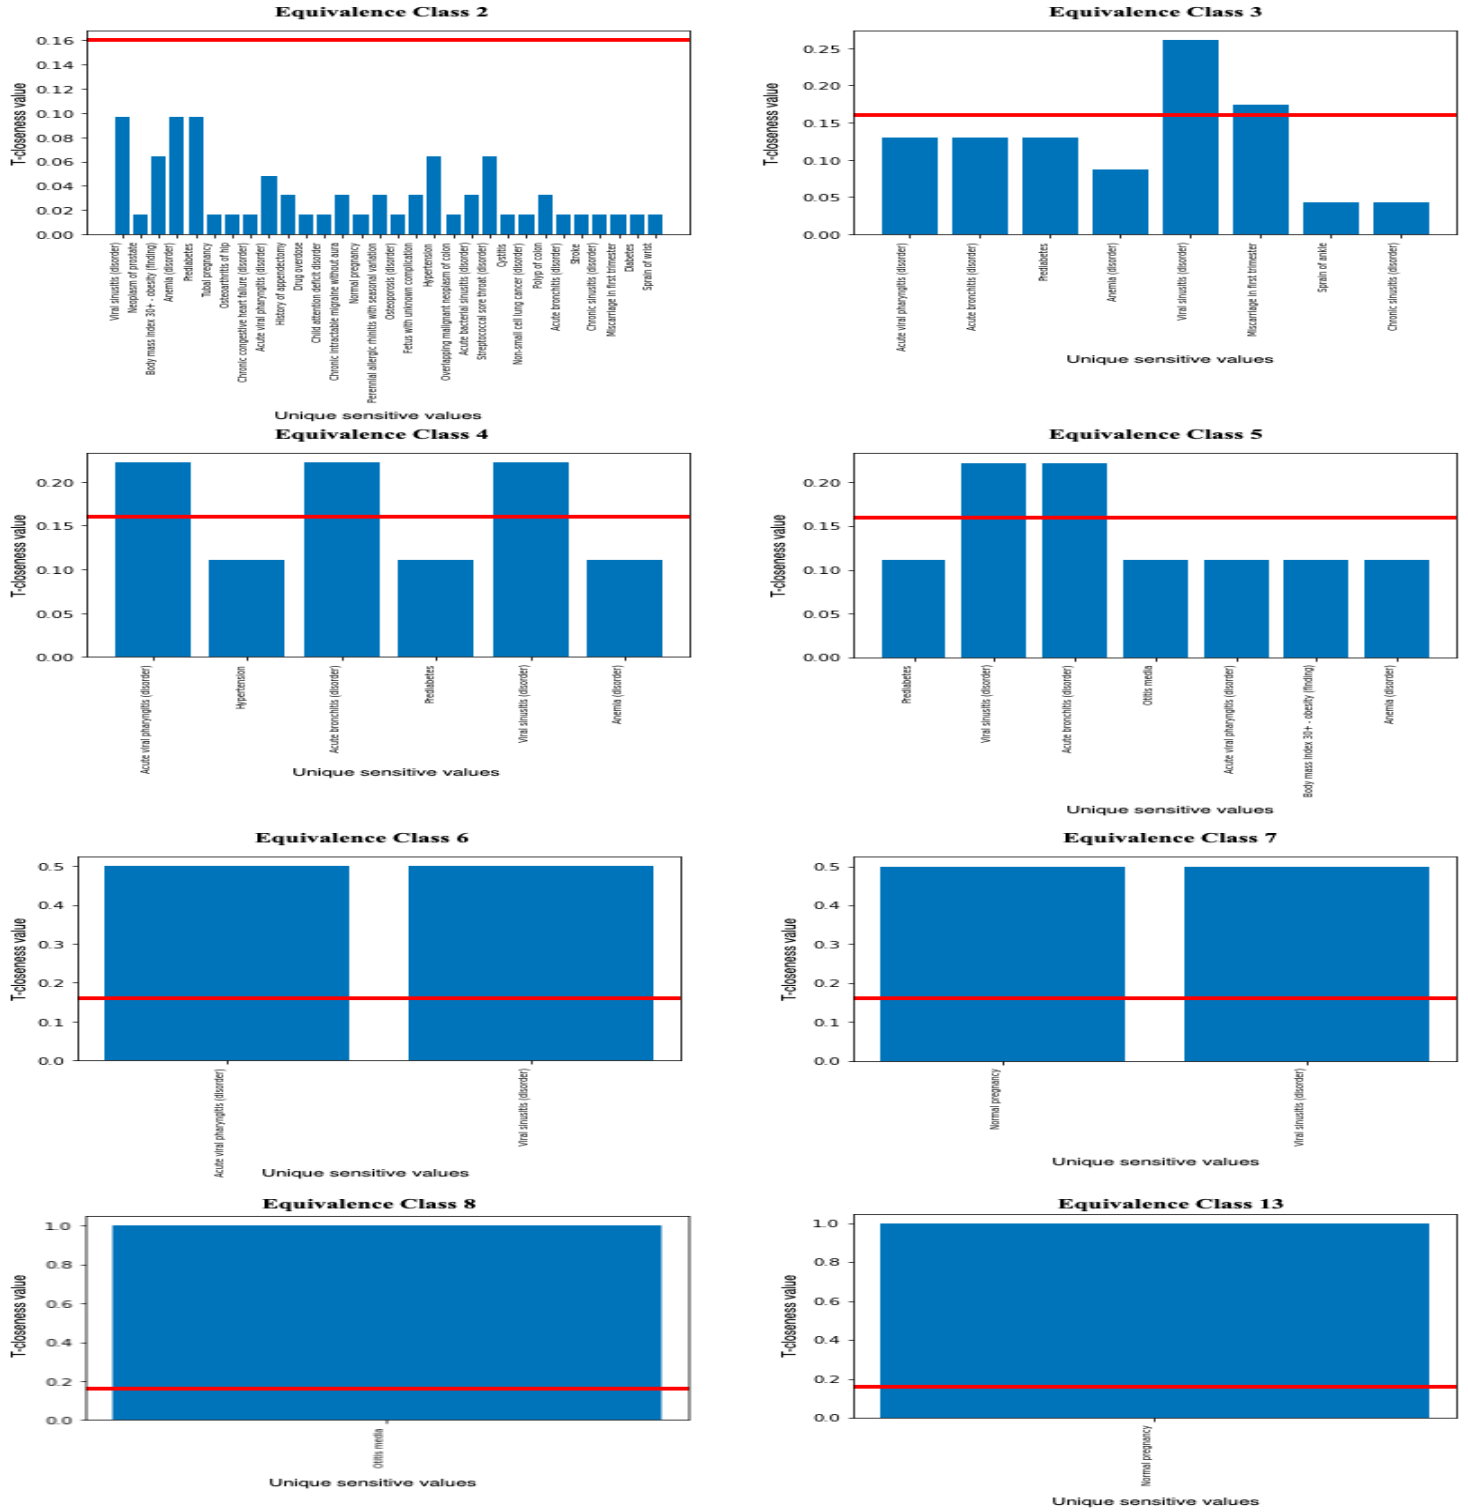 Equivalence Class 2
T-closeness value
0.16
0.14
0.12
0.10
0.08
0.06
0.04
0.02
0.00
Viral sinusitis (disorder)
Neoplasm of prostate
Body mass index 30+ - obesity (finding)
Anemia (disorder)
Prediabetes
Tubal pregnancy
Osteoarthritis of hip
Chronic congestive heart failure (disorder)
Acute viral pharyngitis (disorder)
History of appendectomy
Drug overdose
Child attention deficit disorder
Chronic intractable migraine without aura
Normal pregnancy
Perennial allergic rhinitis with seasonal variation
Osteoporosis (disorder)
Fetus with unknown complication
Hypertension
Overlapping malignant neoplasm of colon
Acute bacterial sinusitis (disorder)
Streptococcal sore throat (disorder)
Cystitis
Non-small cell lung cancer (disorder)
Polyp of colon
Acute bronchitis (disorder)
Stroke
Chronic sinusitis (disorder)
Miscarriage in first trimester
Diabetes
Sprain of wrist
Unique sensitive values
Equivalence Class 3
T-closeness value
0.25
0.20
0.15
0.10
0.05
0.00
Acute viral pharyngitis (disorder)
Acute bronchitis (disorder)
Prediabetes
Anemia (disorder)
Viral sinusitis (disorder)
Miscarriage in first trimester
Sprain of ankle
Chronic sinusitis (disorder)
Unique sensitive values
Equivalence Class 4
T-closeness value
0.20
0.15
0.10
0.05
0.00
Acute viral pharyngitis (disorder)
Hypertension
Acute bronchitis (disorder)
Prediabetes
Viral sinusitis (disorder)
Anemia (disorder)
Unique sensitive values
Equivalence Class 5
T-closeness value
0.20
0.15
0.10
0.05
0.00
Prediabetes
Viral sinusitis (disorder)
Acute bronchitis (disorder)
Otitis media
Acute viral pharyngitis (disorder)
Body mass index 30+ - obesity (finding)
Anemia (disorder)
Unique sensitive values
Equivalence Class 6
T-closeness value
0.5
0.4
0.3
0.2
0.1
0.0
Acute viral pharyngitis (disorder)
Viral sinusitis (disorder)
Unique sensitive values
Equivalence Class 7
T-closeness value
0.5
0.4
0.3
0.2
0.1
0.0
Normal pregnancy
Viral sinusitis (disorder)
Unique sensitive values
Equivalence Class 8
T-closeness value
1.0
0.8
0.6
0.4
0.2
0.0
Otitis media
Unique sensitive values
Equivalence Class 13
T-closeness value
1.0
0.8
0.6
0.4
0.2
0.0
Normal pregnancy
Unique sensitive values